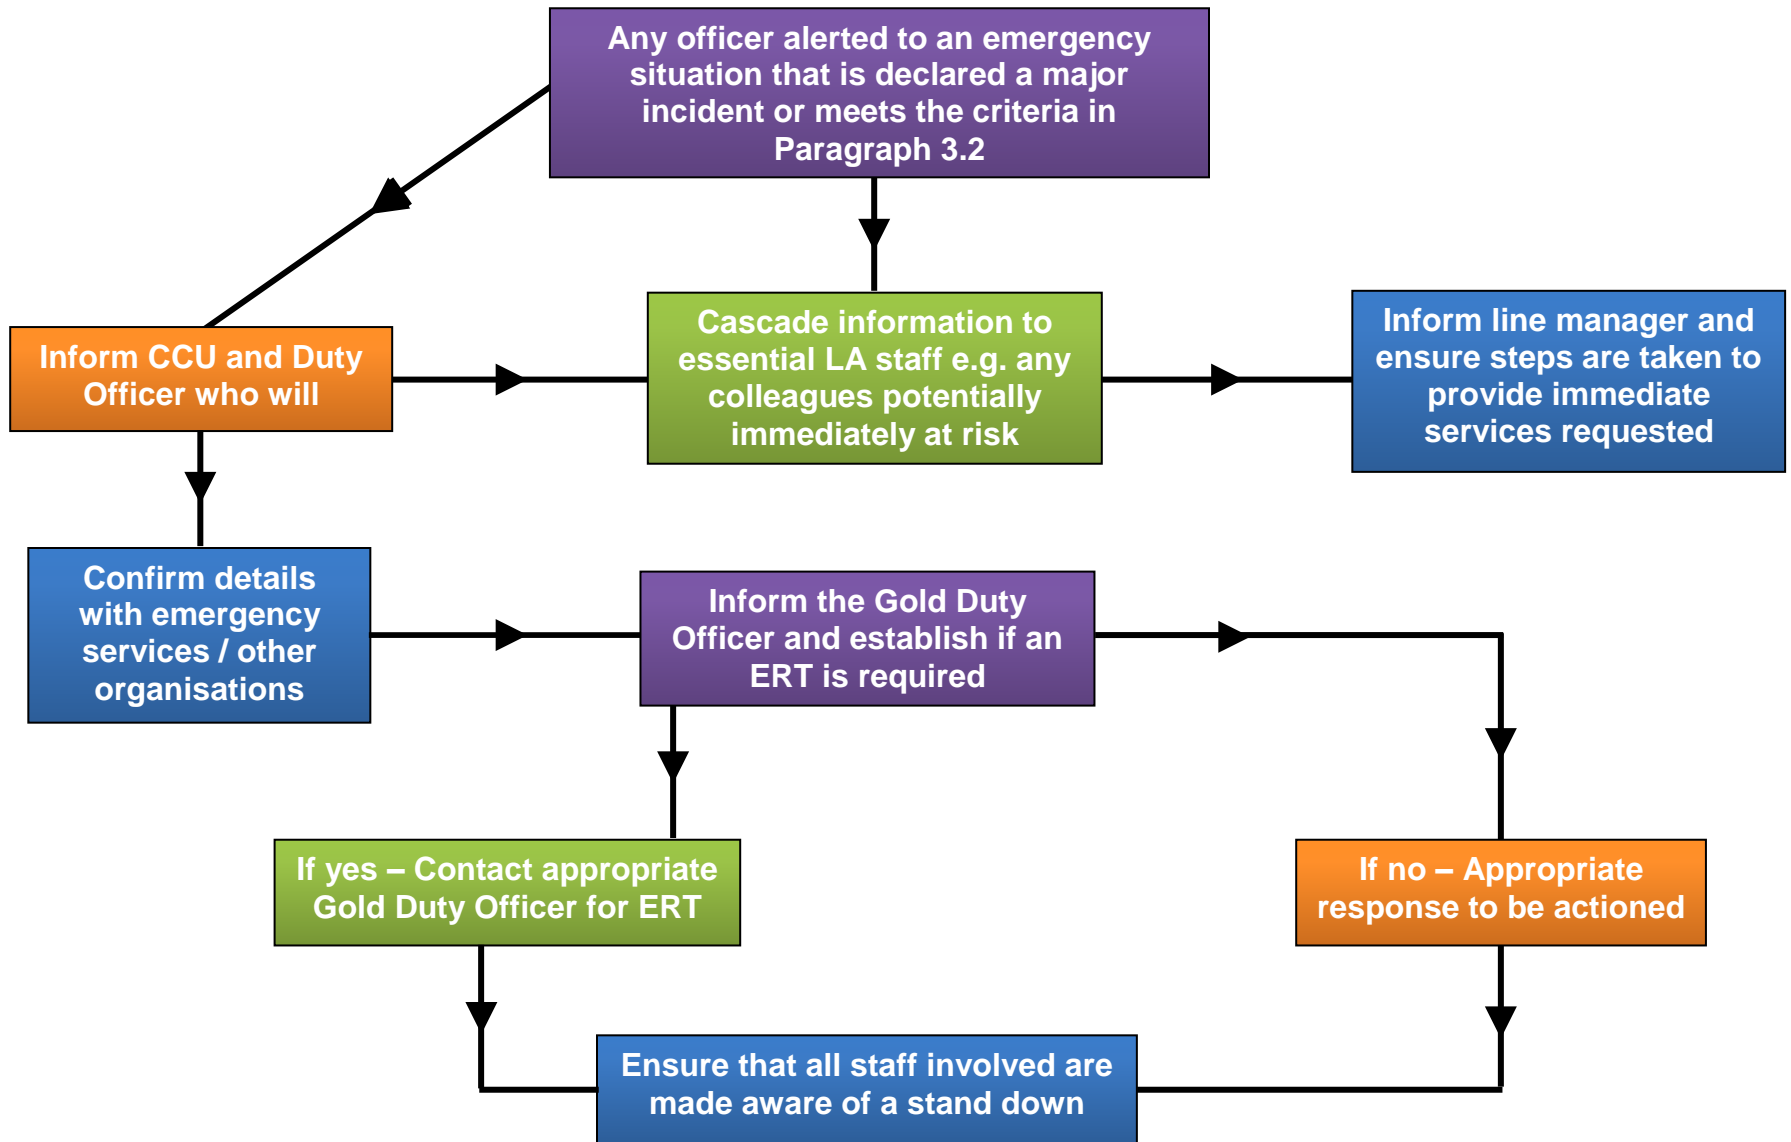 Any officer alerted to an emergency
situation that is declared a major
incident or meets the criteria in
Paragraph 3.2
Inform CCU and Duty
Officer who will
Cascade information to
essential LA staff e.g. any
colleagues potentially
immediately at risk
Inform line manager and
ensure steps are taken to
provide immediate
services requested
Confirm details
with emergency
services / other
organisations
Inform the Gold Duty
Officer and establish if an
ERT is required
If yes – Contact appropriate
Gold Duty Officer for ERT
If no – Appropriate
response to be actioned
Ensure that all staff involved are
made aware of a stand down